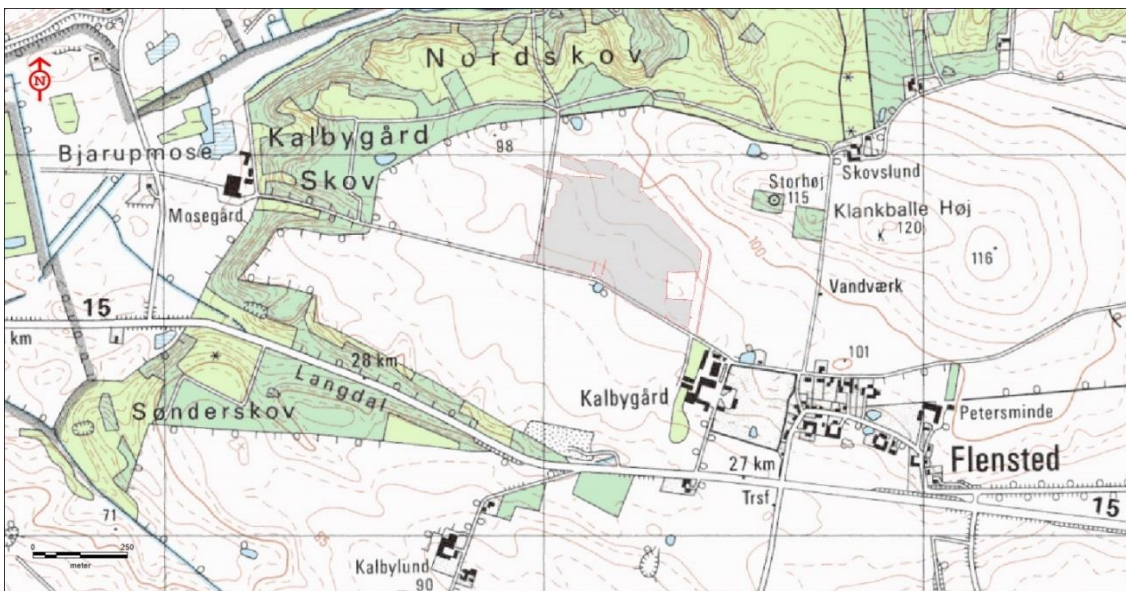 N
Nordskov
Kalbygård
Skov
98
Bjarupmose
Mosegård
Skovslund
Storhøj
115
Klankballe Høj
120
116
100
Vandværk
15
km
28 km
Langdal
101
Kalbygård
Petersminde
Sønderskov
27 km
Flensted
Trsf
15
71
0
250
meter
Kalbylund
90